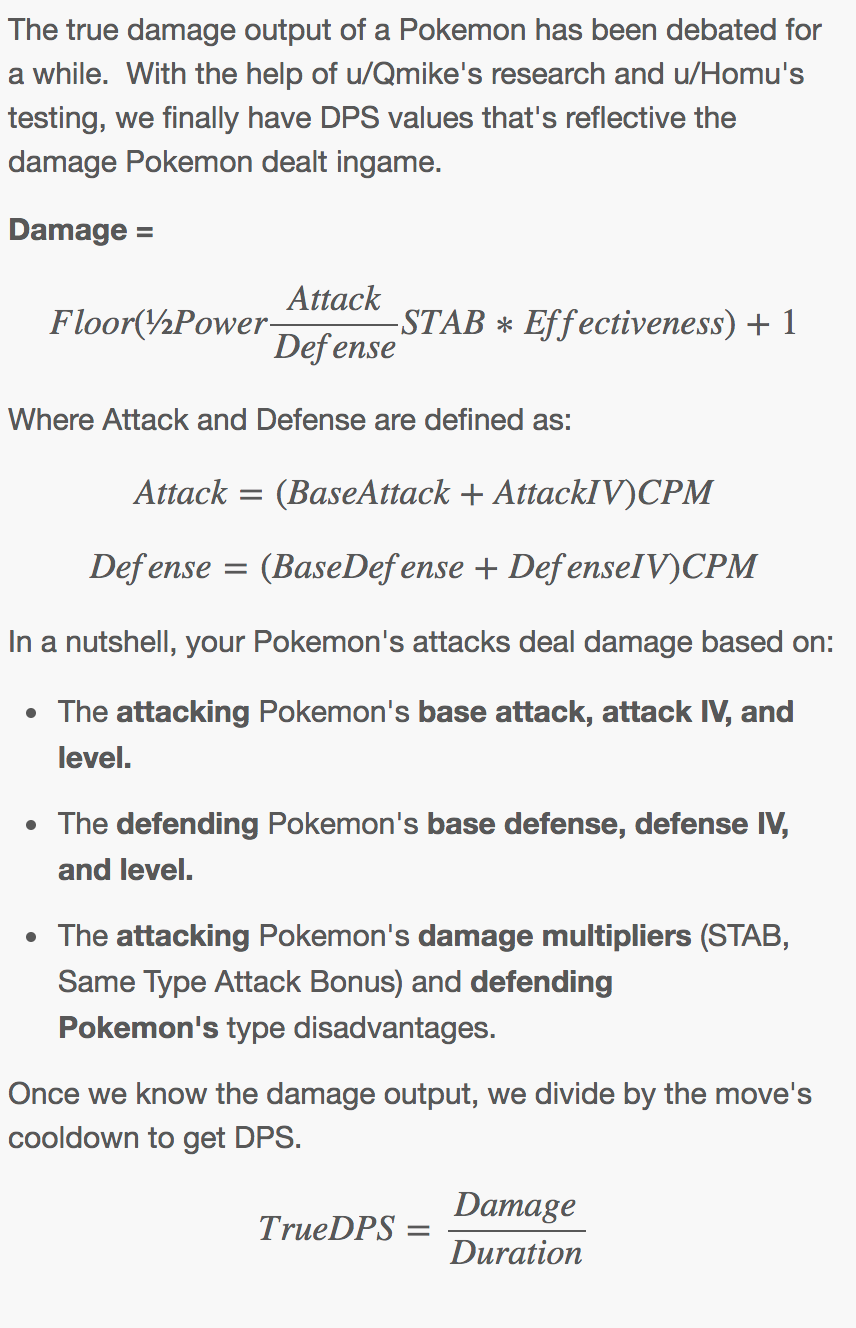 The true damage output of a Pokemon has been debated for
a while.  With the help of u/Qmike's research and u/Homu's
testing, we finally have DPS values that's reflective the
damage Pokemon dealt ingame.
Damage =
Floor(½Power Attack/Defense STAB * Effectiveness) + 1
Where Attack and Defense are defined as:
Attack = (BaseAttack + AttackIV)CPM
Defense = (BaseDefense + DefenseIV)CPM
In a nutshell, your Pokemon's attacks deal damage based on:
• The attacking Pokemon's base attack, attack IV, and
level.
• The defending Pokemon's base defense, defense IV,
and level.
• The attacking Pokemon's damage multipliers (STAB,
Same Type Attack Bonus) and defending
Pokemon's type disadvantages.
Once we know the damage output, we divide by the move's
cooldown to get DPS.
TrueDPS = Damage/Duration